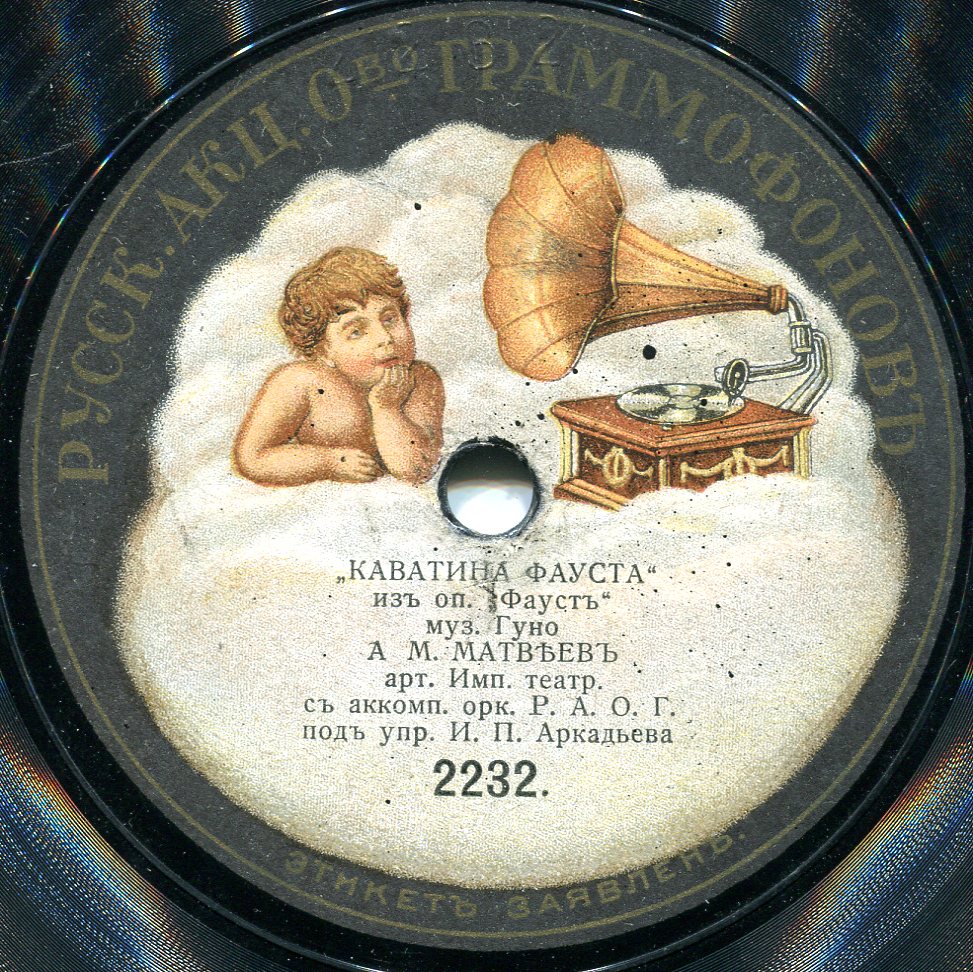 РУССК. АКЦ. О-во ГРАММОФОНОВЪ
„КАВАТИНА ФАУСТА“
изъ оп. „Фаустъ“
муз. Гуно
А М. МАТВѢЕВЪ
арт. Имп. театр.
съ аккомп. орк. Р. А. О. Г.
подъ упр. И. П. Аркадьева
2232.
ЭТИКЕТЪ ЗАЯВЛЕНЪ.